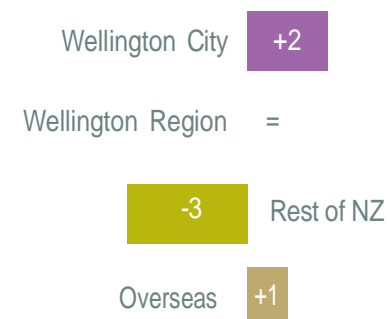 Wellington City +2
Wellington Region =
-3 Rest of NZ
Overseas +1